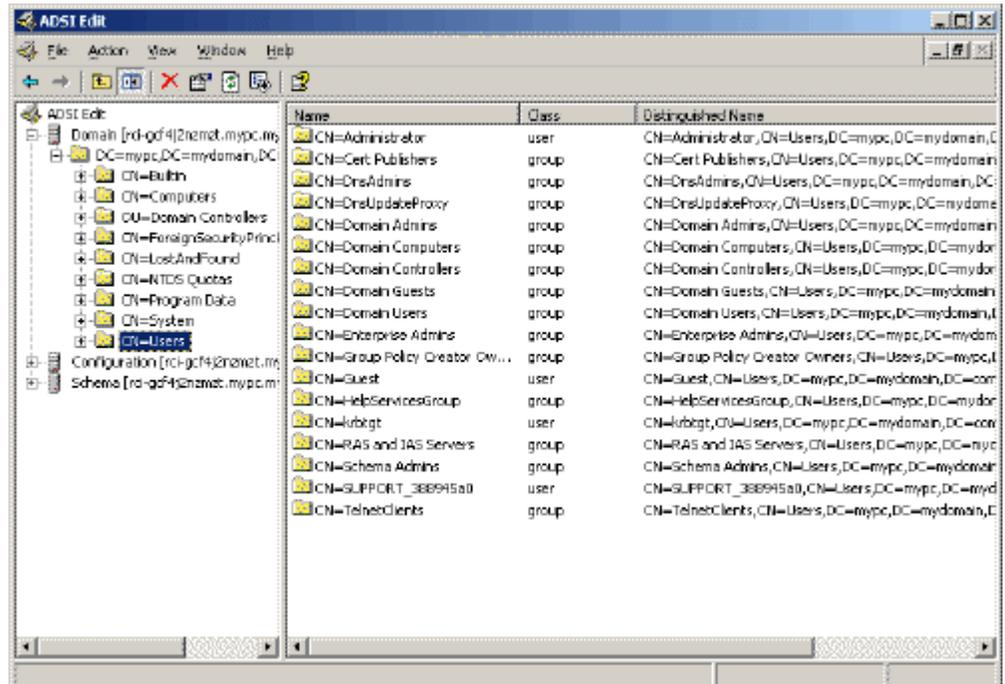 ADSI Edit
File Action View Window Help
ADSI Edit
Domain [rci-gcf4j2nzmzt.mypc.my
DC=mypc,DC=mydomain,DC
CN=Builtin
CN=Computers
OU=Domain Controllers
CN=ForeignSecurityPrinci
CN=LostAndFound
CN=NTDS Quotas
CN=Program Data
CN=System
CN=Users
Configuration [rci-gcf4j2nzmzt.my
Schema [rci-gcf4j2nzmzt.mypc.m
Name Class Distinguished Name
CN=Administrator user CN=Administrator,CN=Users,DC=mypc,DC=mydomain,D
CN=Cert Publishers group CN=Cert Publishers,CN=Users,DC=mypc,DC=mydomain
CN=DnsAdmins group CN=DnsAdmins,CN=Users,DC=mypc,DC=mydomain,DC
CN=DnsUpdateProxy group CN=DnsUpdateProxy,CN=Users,DC=mypc,DC=mydoma
CN=Domain Admins group CN=Domain Admins,CN=Users,DC=mypc,DC=mydomain
CN=Domain Computers group CN=Domain Computers,CN=Users,DC=mypc,DC=mydor
CN=Domain Controllers group CN=Domain Controllers,CN=Users,DC=mypc,DC=mydor
CN=Domain Guests group CN=Domain Guests,CN=Users,DC=mypc,DC=mydomain
CN=Domain Users group CN=Domain Users,CN=Users,DC=mypc,DC=mydomain,
CN=Enterprise Admins group CN=Enterprise Admins,CN=Users,DC=mypc,DC=mydom
CN=Group Policy Creator Ow... group CN=Group Policy Creator Owners,CN=Users,DC=mypc,
CN=Guest user CN=Guest,CN=Users,DC=mypc,DC=mydomain,DC=com
CN=HelpServicesGroup group CN=HelpServicesGroup,CN=Users,DC=mypc,DC=mydor
CN=krbtgt user CN=krbtgt,CN=Users,DC=mypc,DC=mydomain,DC=con
CN=RAS and IAS Servers group CN=RAS and IAS Servers,CN=Users,DC=mypc,DC=myc
CN=Schema Admins group CN=Schema Admins,CN=Users,DC=mypc,DC=mydomair
CN=SUPPORT_388945a0 user CN=SUPPORT_388945a0,CN=Users,DC=mypc,DC=myd
CN=TelnetClients group CN=TelnetClients,CN=Users,DC=mypc,DC=mydomain,D